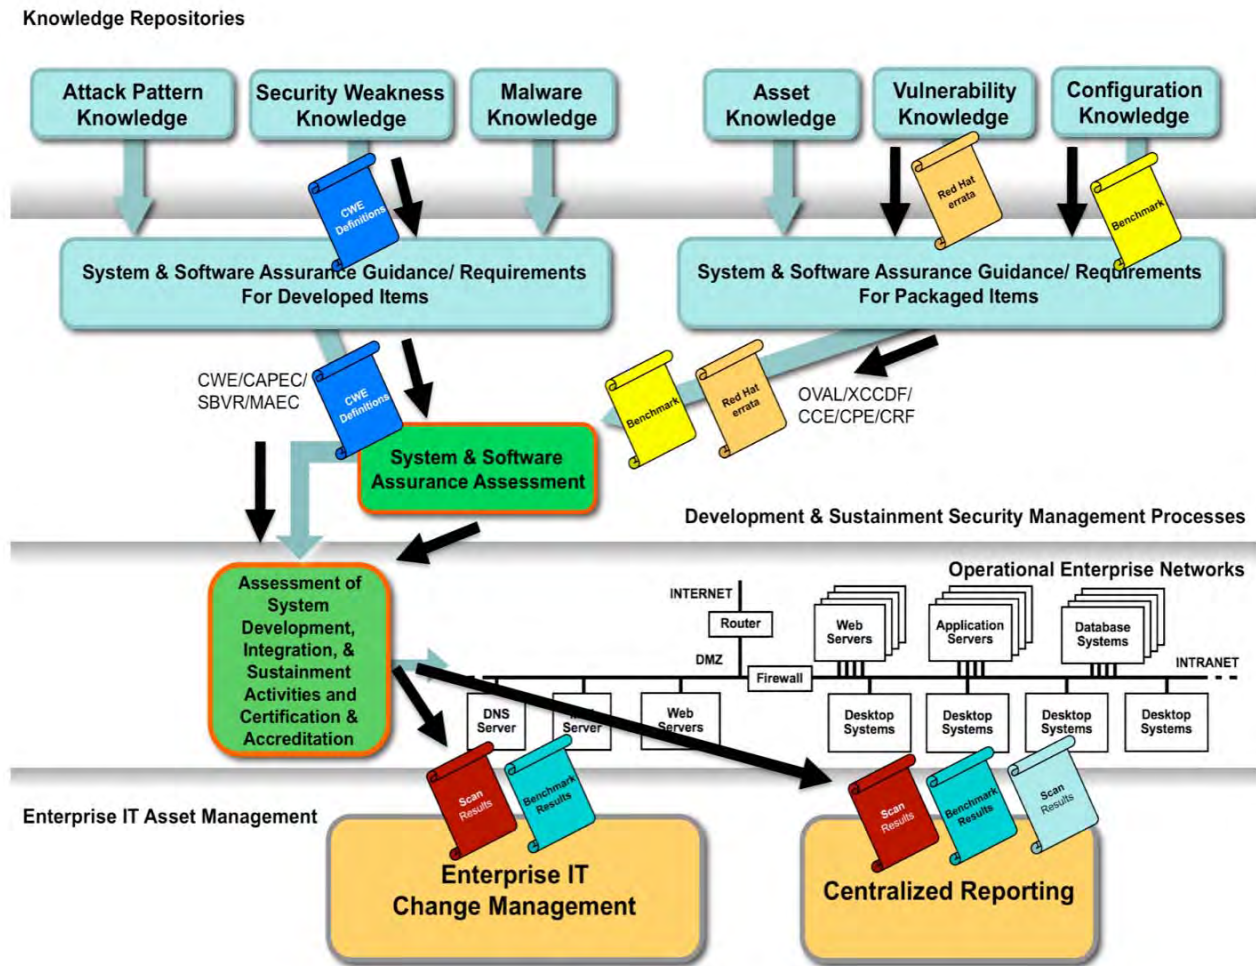 Knowledge Repositories
Attack Pattern
Knowledge
Security Weakness
Knowledge
Malware
Knowledge
Asset
Knowledge
Vulnerability
Knowledge
Configuration
Knowledge
CWE
Definitions
Red Hat
errata
Benchmark
System & Software Assurance Guidance/ Requirements
For Developed Items
System & Software Assurance Guidance/ Requirements
For Packaged Items
CWE/CAPEC/
SBVR/MAEC
CWE
Definitions
Benchmark
Red Hat
errata
OVAL/XCCDF/
CCE/CPE/CRF
System & Software
Assurance Assessment
Development & Sustainment Security Management Processes
Operational Enterprise Networks
Assessment of
System
Development,
Integration, &
Sustainment
Activities and
Certification &
Accreditation
INTERNET
Router
DMZ
Firewall
Web
Servers
Application
Servers
Database
Systems
INTRANET
DNS
Server
Server
Web
Servers
Desktop
Systems
Desktop
Systems
Desktop
Systems
Desktop
Systems
Enterprise IT Asset Management
Scan
Results
Benchmark
Results
Scan
Results
Benchmark
Results
Scan
Results
Enterprise IT
Change Management
Centralized Reporting